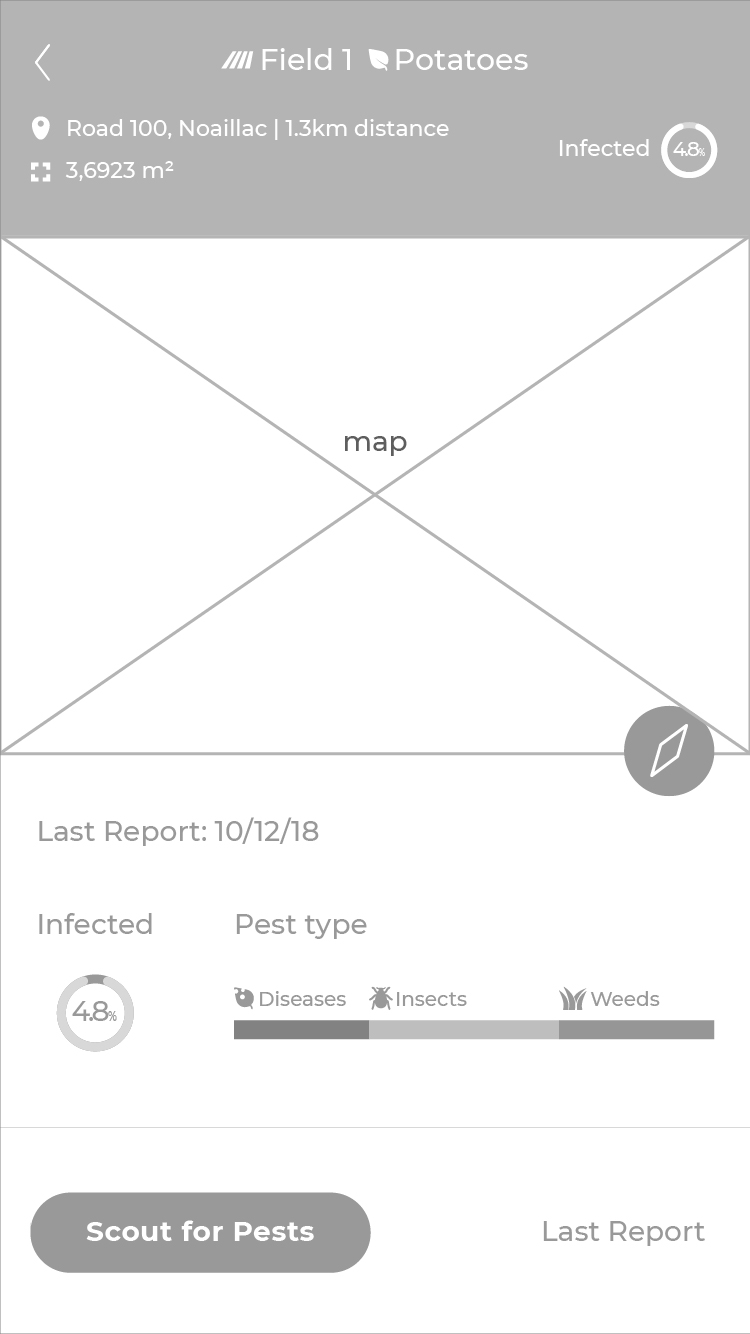 Field 1 Potatoes
Road 100, Noaillac | 1.3km distance
3,6923 m²
Infected 4.8%
map
Last Report: 10/12/18
Infected
Pest type
Diseases Insects Weeds
4.8%
Scout for Pests
Last Report